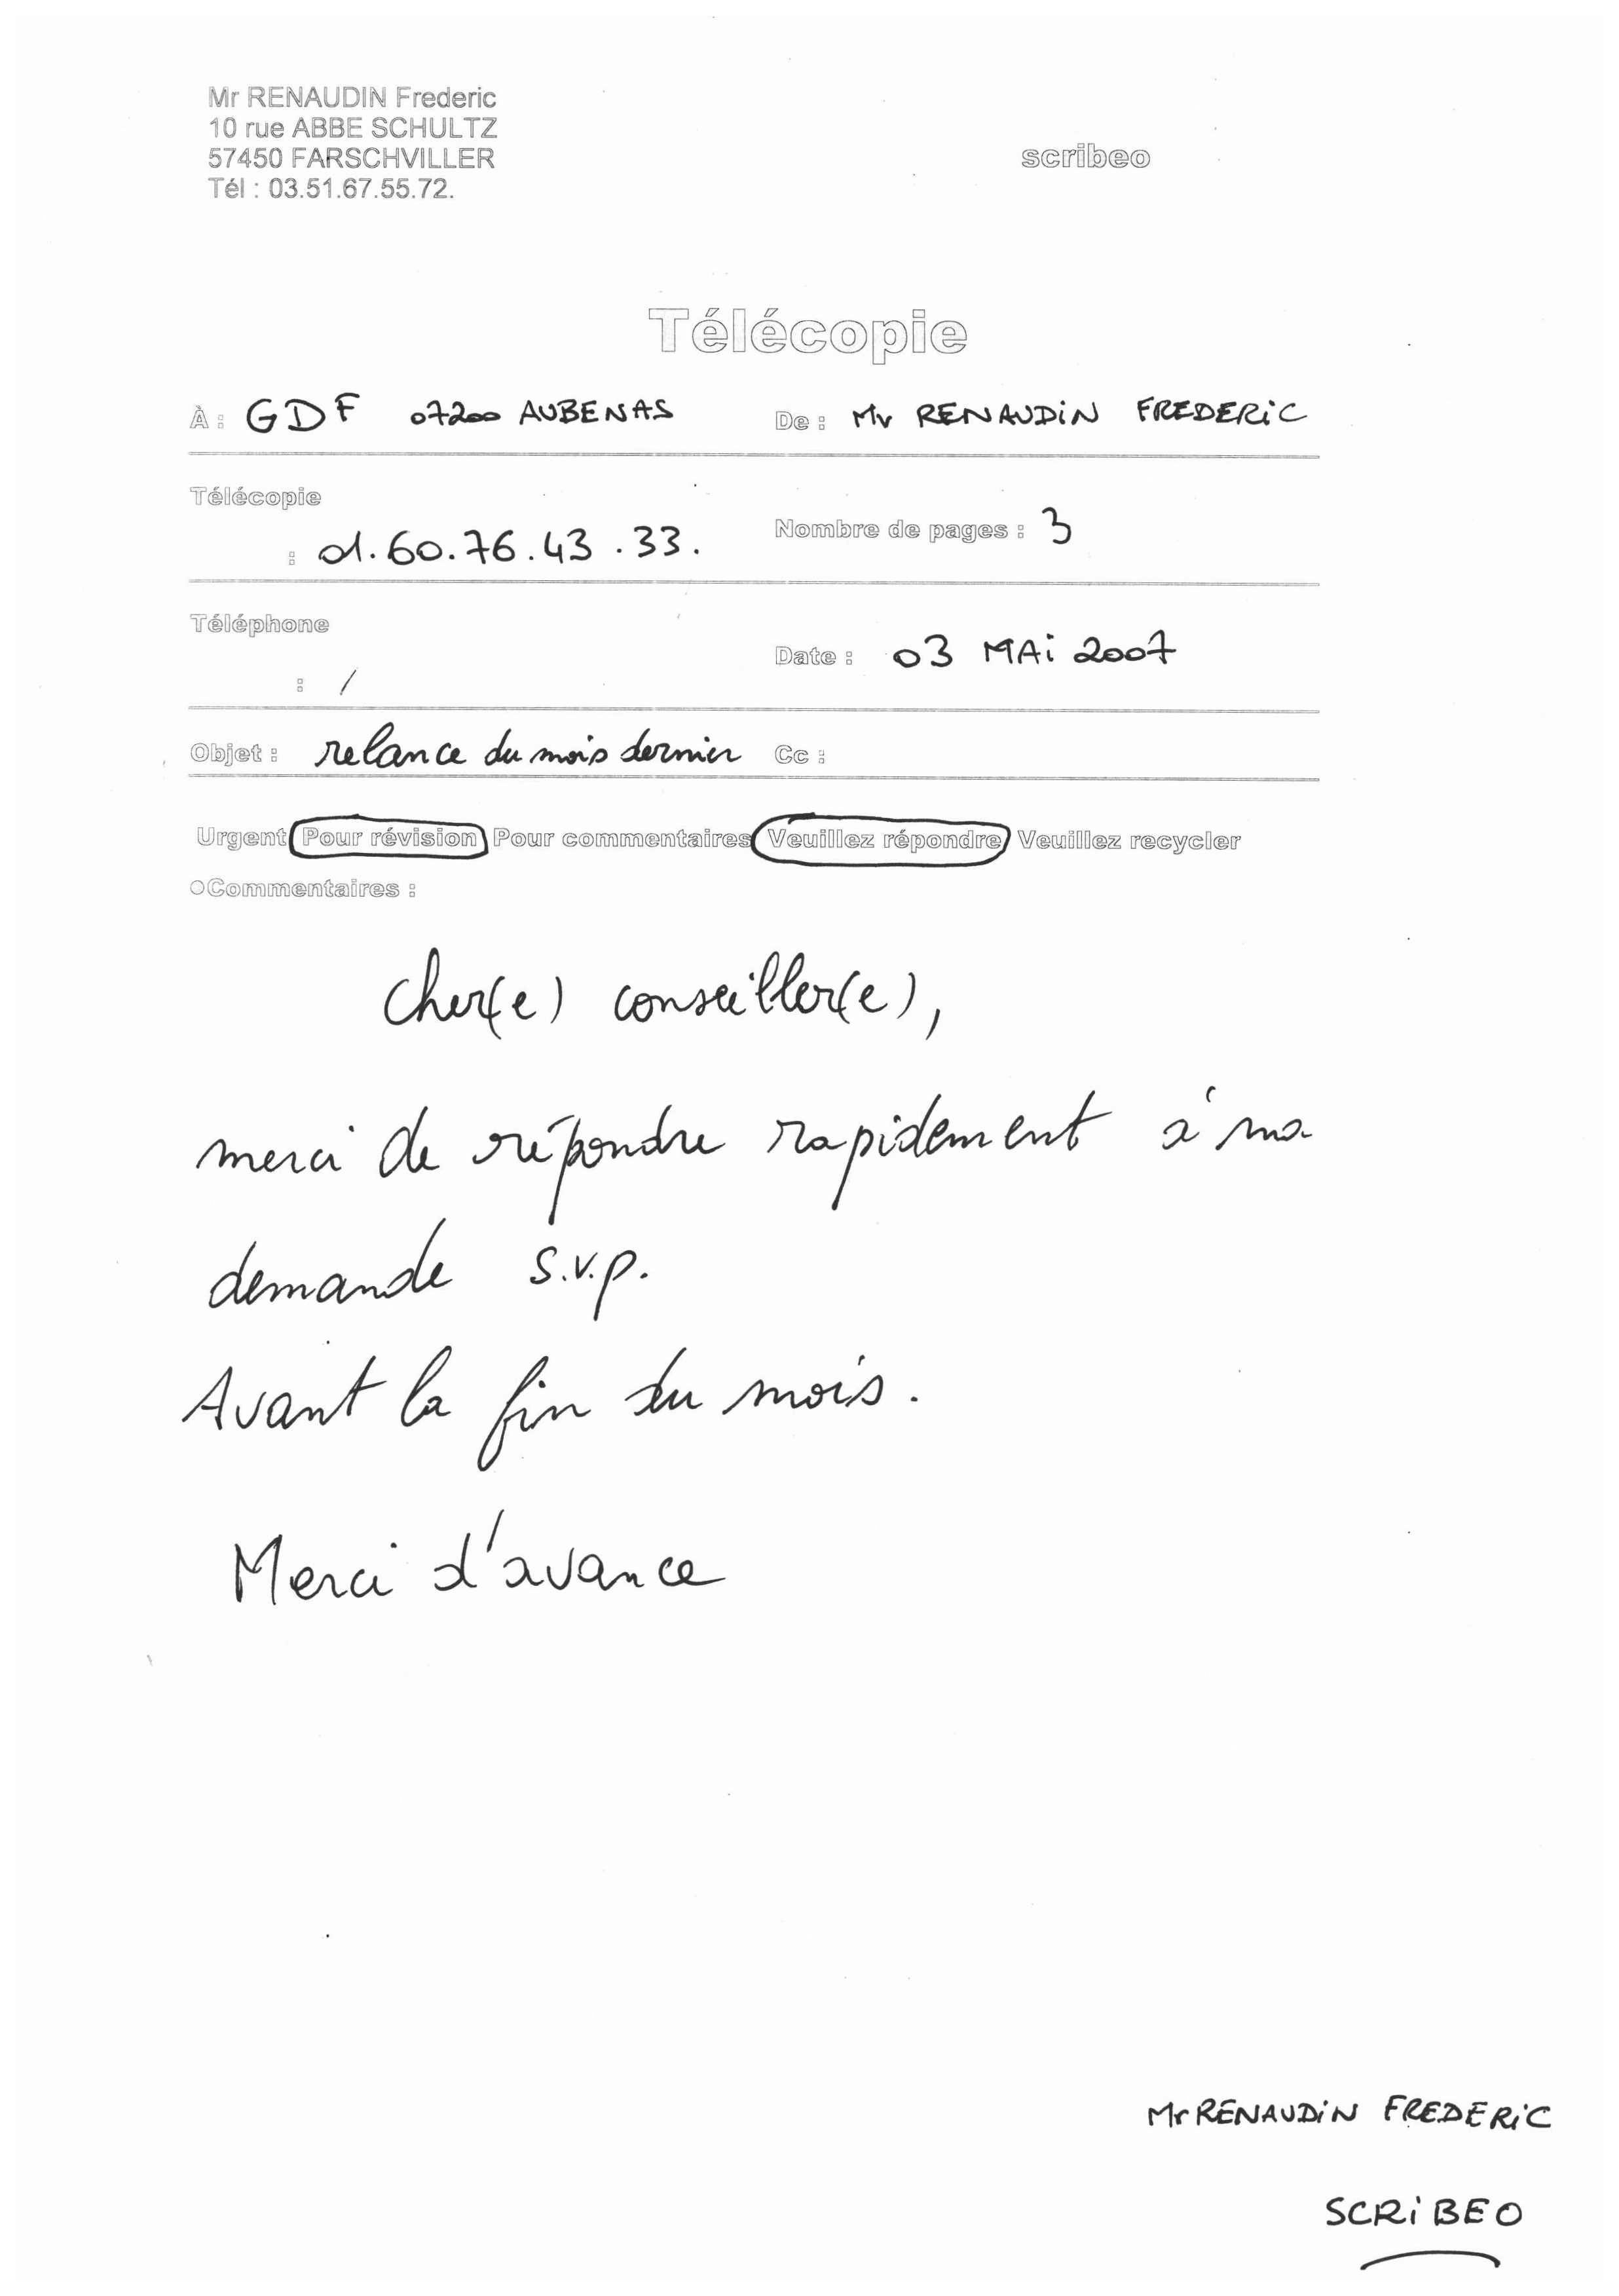 Mr RENAUDIN Frederic
10 rue ABBE SCHULTZ
57450 FARSCHVILLER
Tél : 03.51.67.55.72.
scribeo
Télécopie
À : GDF 07200 AUBENAS De : Mr RENAUDiN FREDERiC
Télécopie
: 01.60.76.43.33. Nombre de pages : 3
Téléphone
: / Date : 03 MAi 2007
Objet : relance du mois dernier Cc :
Urgent Pour révision Pour commentaires Veuillez répondre Veuillez recycler
○Commentaires :
Cher(e) conseiller(e),
merci de répondre rapidement à ma
demande s.v.p.
Avant la fin du mois.
Merci d'avance
Mr RENAUDiN FREDERiC
SCRiBEO